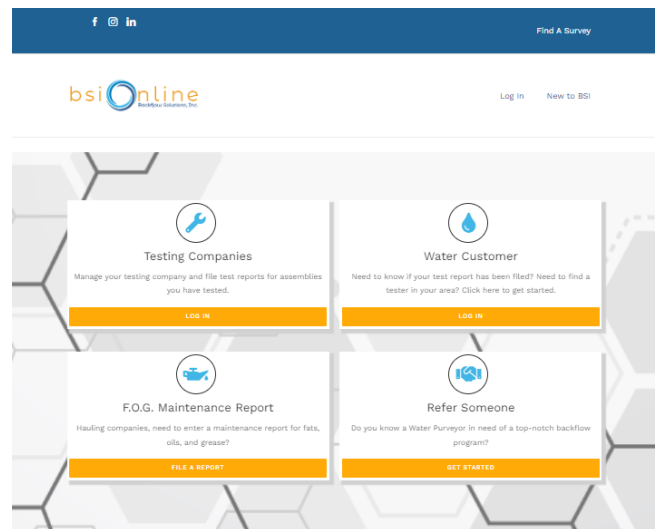 Find A Survey
bsiOnline
Backflow Solutions, Inc.
Log In New to BSI
Testing Companies
Manage your testing company and file test reports for assemblies
you have tested.
LOG IN
Water Customer
Need to know if your test report has been filed? Need to find a
tester in your area? Click here to get started.
LOG IN
F.O.G. Maintenance Report
Hauling companies, need to enter a maintenance report for fats,
oils, and grease?
FILE A REPORT
Refer Someone
Do you know a Water Purveyor in need of a top-notch backflow
program?
GET STARTED